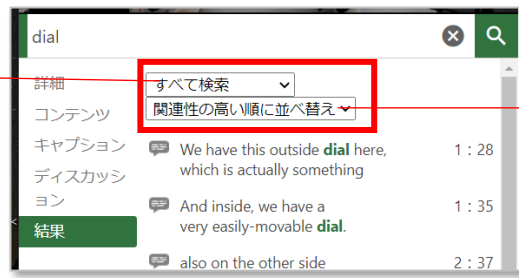 dial
詳細
コンテンツ
キャプション
ディスカッシ
ョン
結果
すべて検索
関連性の高い順に並べ替え
We have this outside dial here, 1：28
which is actually something
And inside, we have a 1：35
very easily-movable dial.
also on the other side 2：37